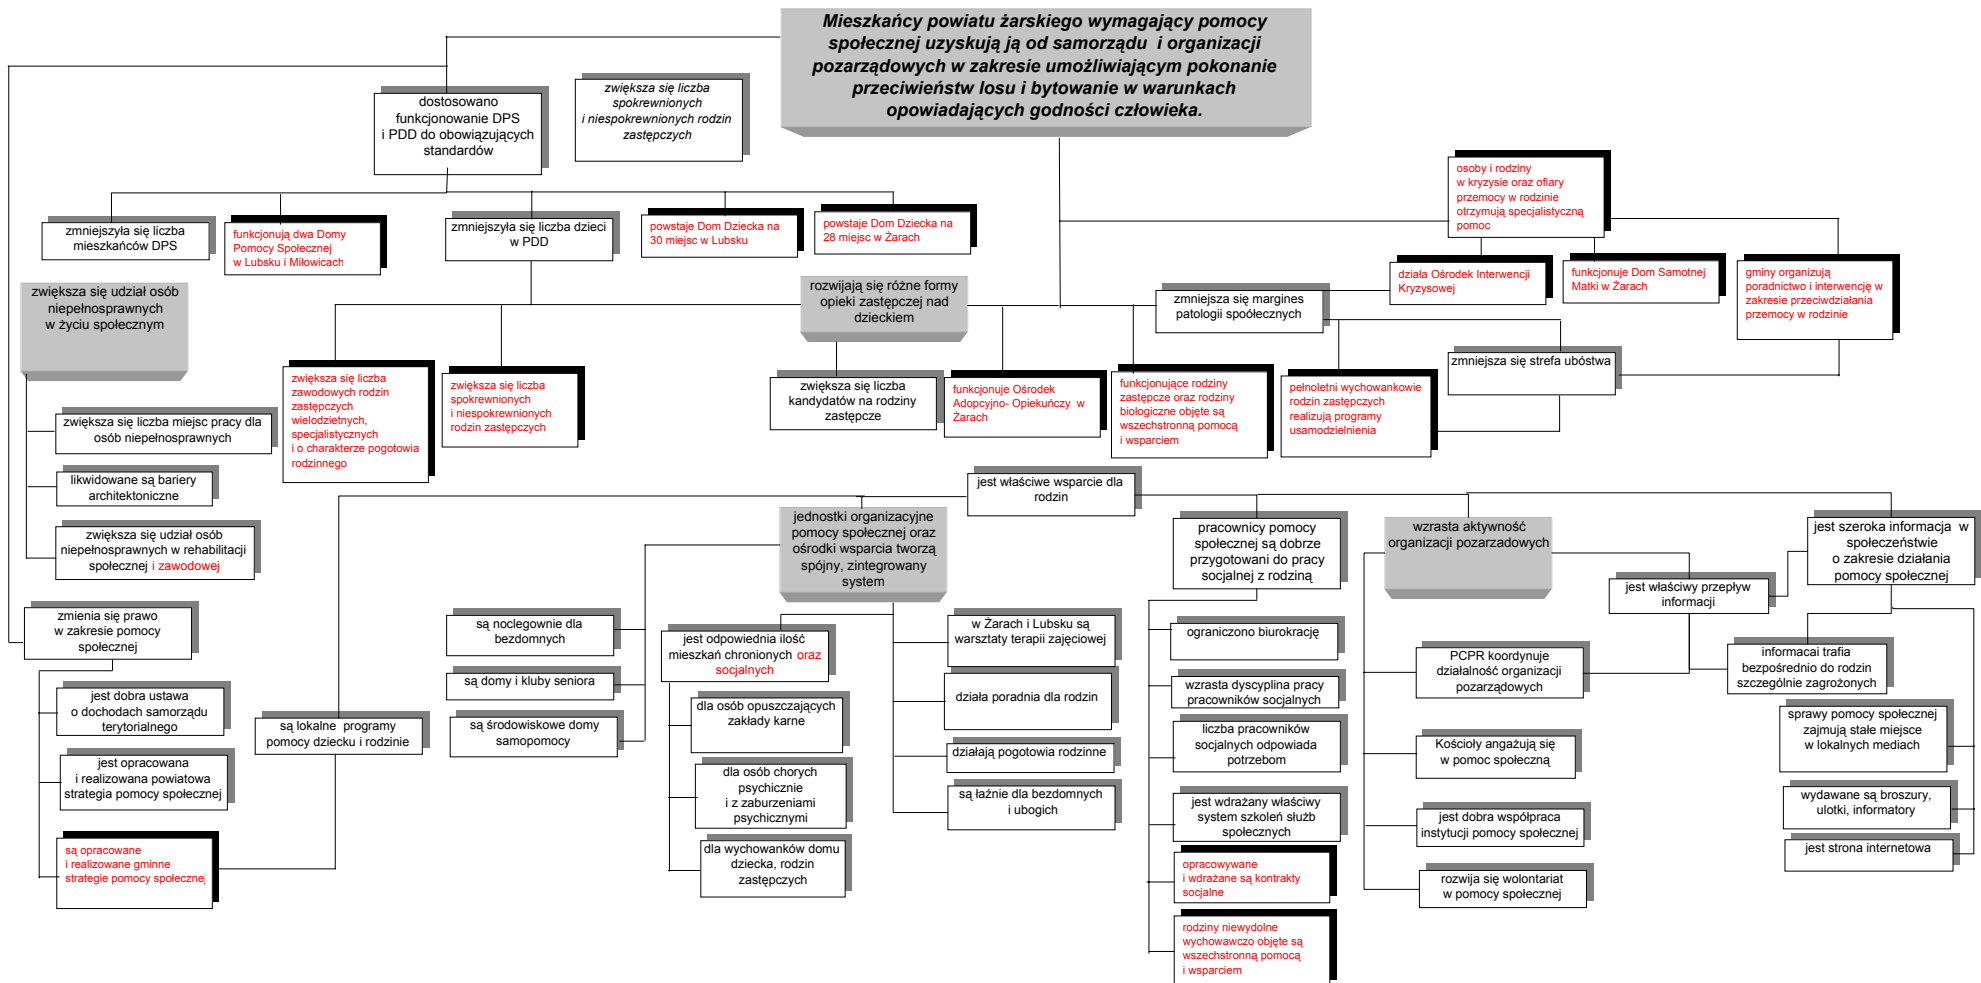 Mieszkańcy powiatu żarskiego wymagający pomocy
społecznej uzyskują ją od samorządu i organizacji
pozarządowych w zakresie umożliwiającym pokonanie
przeciwieństw losu i bytowanie w warunkach
opowiadających godności człowieka.
dostosowano
funkcjonowanie DPS
i PDD do obowiązujących
standardów
zwiększa się liczba
spokrewnionych
i niespokrewnionych rodzin
zastępczych
osoby i rodziny
w kryzysie oraz ofiary
przemocy w rodzinie
otrzymują specjalistyczną
pomoc
zmniejszyła się liczba
mieszkańców DPS
funkcjonują dwa Domy
Pomocy Społecznej
w Lubsku i Miłowicach
zmniejszyła się liczba dzieci
w PDD
powstaje Dom Dziecka na
30 miejsc w Lubsku
powstaje Dom Dziecka na
28 miejsc w Żarach
działa Ośrodek Interwencji
Kryzysowej
funkcjonuje Dom Samotnej
Matki w Żarach
gminy organizują
poradnictwo i interwencję w
zakresie przeciwdziałania
przemocy w rodzinie
zwiększa się udział osób
niepełnosprawnych
w życiu społecznym
rozwijają się różne formy
opieki zastępczej nad
dzieckiem
zmniejsza się margines
patologii spoółecznych
zmniejsza się strefa ubóstwa
zwiększa się liczba
zawodowych rodzin
zastępczych
wielodzietnych,
specjalistycznych
i o charakterze pogotowia
rodzinnego
zwiększa się liczba
spokrewnionych
i niespokrewnionych
rodzin zastępczych
zwiększa się liczba
kandydatów na rodziny
zastępcze
funkcjonuje Ośrodek
Adopcyjno- Opiekuńczy w
Żarach
funkcjonujące rodziny
zastępcze oraz rodziny
biologiczne objęte są
wszechstronną pomocą
i wsparciem
pełnoletni wychowankowie
rodzin zastępczych
realizują programy
usamodzielnienia
zwiększa się liczba miejsc pracy dla
osób niepełnosprawnych
likwidowane są bariery
architektoniczne
zwiększa się udział osób
niepełnosprawnych w rehabilitacji
społecznej i zawodowej
jest właściwe wsparcie dla
rodzin
jednostki organizacyjne
pomocy społecznej oraz
ośrodki wsparcia tworzą
spójny, zintegrowany
system
pracownicy pomocy
społecznej są dobrze
przygotowani do pracy
socjalnej z rodziną
wzrasta aktywność
organizacji pozarzadowych
jest szeroka informacja w
społeczeństwie
o zakresie działania
pomocy społecznej
jest właściwy przepływ
informacji
zmienia się prawo
w zakresie pomocy
społecznej
jest dobra ustawa
o dochodach samorządu
terytorialnego
jest opracowana
i realizowana powiatowa
strategia pomocy społecznej
są opracowane
i realizowane gminne
strategie pomocy społecznej
są lokalne programy
pomocy dziecku i rodzinie
są noclegownie dla
bezdomnych
są domy i kluby seniora
są środowiskowe domy
samopomocy
jest odpowiednia ilość
mieszkań chronionych oraz
socjalnych
dla osób opuszczających
zakłady karne
dla osób chorych
psychicznie
i z zaburzeniami
psychicznymi
dla wychowanków domu
dziecka, rodzin
zastępczych
w Żarach i Lubsku są
warsztaty terapii zajęciowej
działa poradnia dla rodzin
działają pogotowia rodzinne
są łaźnie dla bezdomnych
i ubogich
ograniczono biurokrację
wzrasta dyscyplina pracy
pracowników socjalnych
liczba pracowników
socjalnych odpowiada
potrzebom
jest wdrażany właściwy
system szkoleń służb
społecznych
opracowywane
i wdrażane są kontrakty
socjalne
rodziny niewydolne
wychowawczo objęte są
wszechstronną pomocą
i wsparciem
PCPR koordynuje
działalność organizacji
pozarządowych
Kościoły angażują się
w pomoc społeczną
jest dobra współpraca
instytucji pomocy społecznej
rozwija się wolontariat
w pomocy społecznej
informacai trafia
bezpośrednio do rodzin
szczególnie zagrożonych
sprawy pomocy społecznej
zajmują stałe miejsce
w lokalnych mediach
wydawane są broszury,
ulotki, informatory
jest strona internetowa